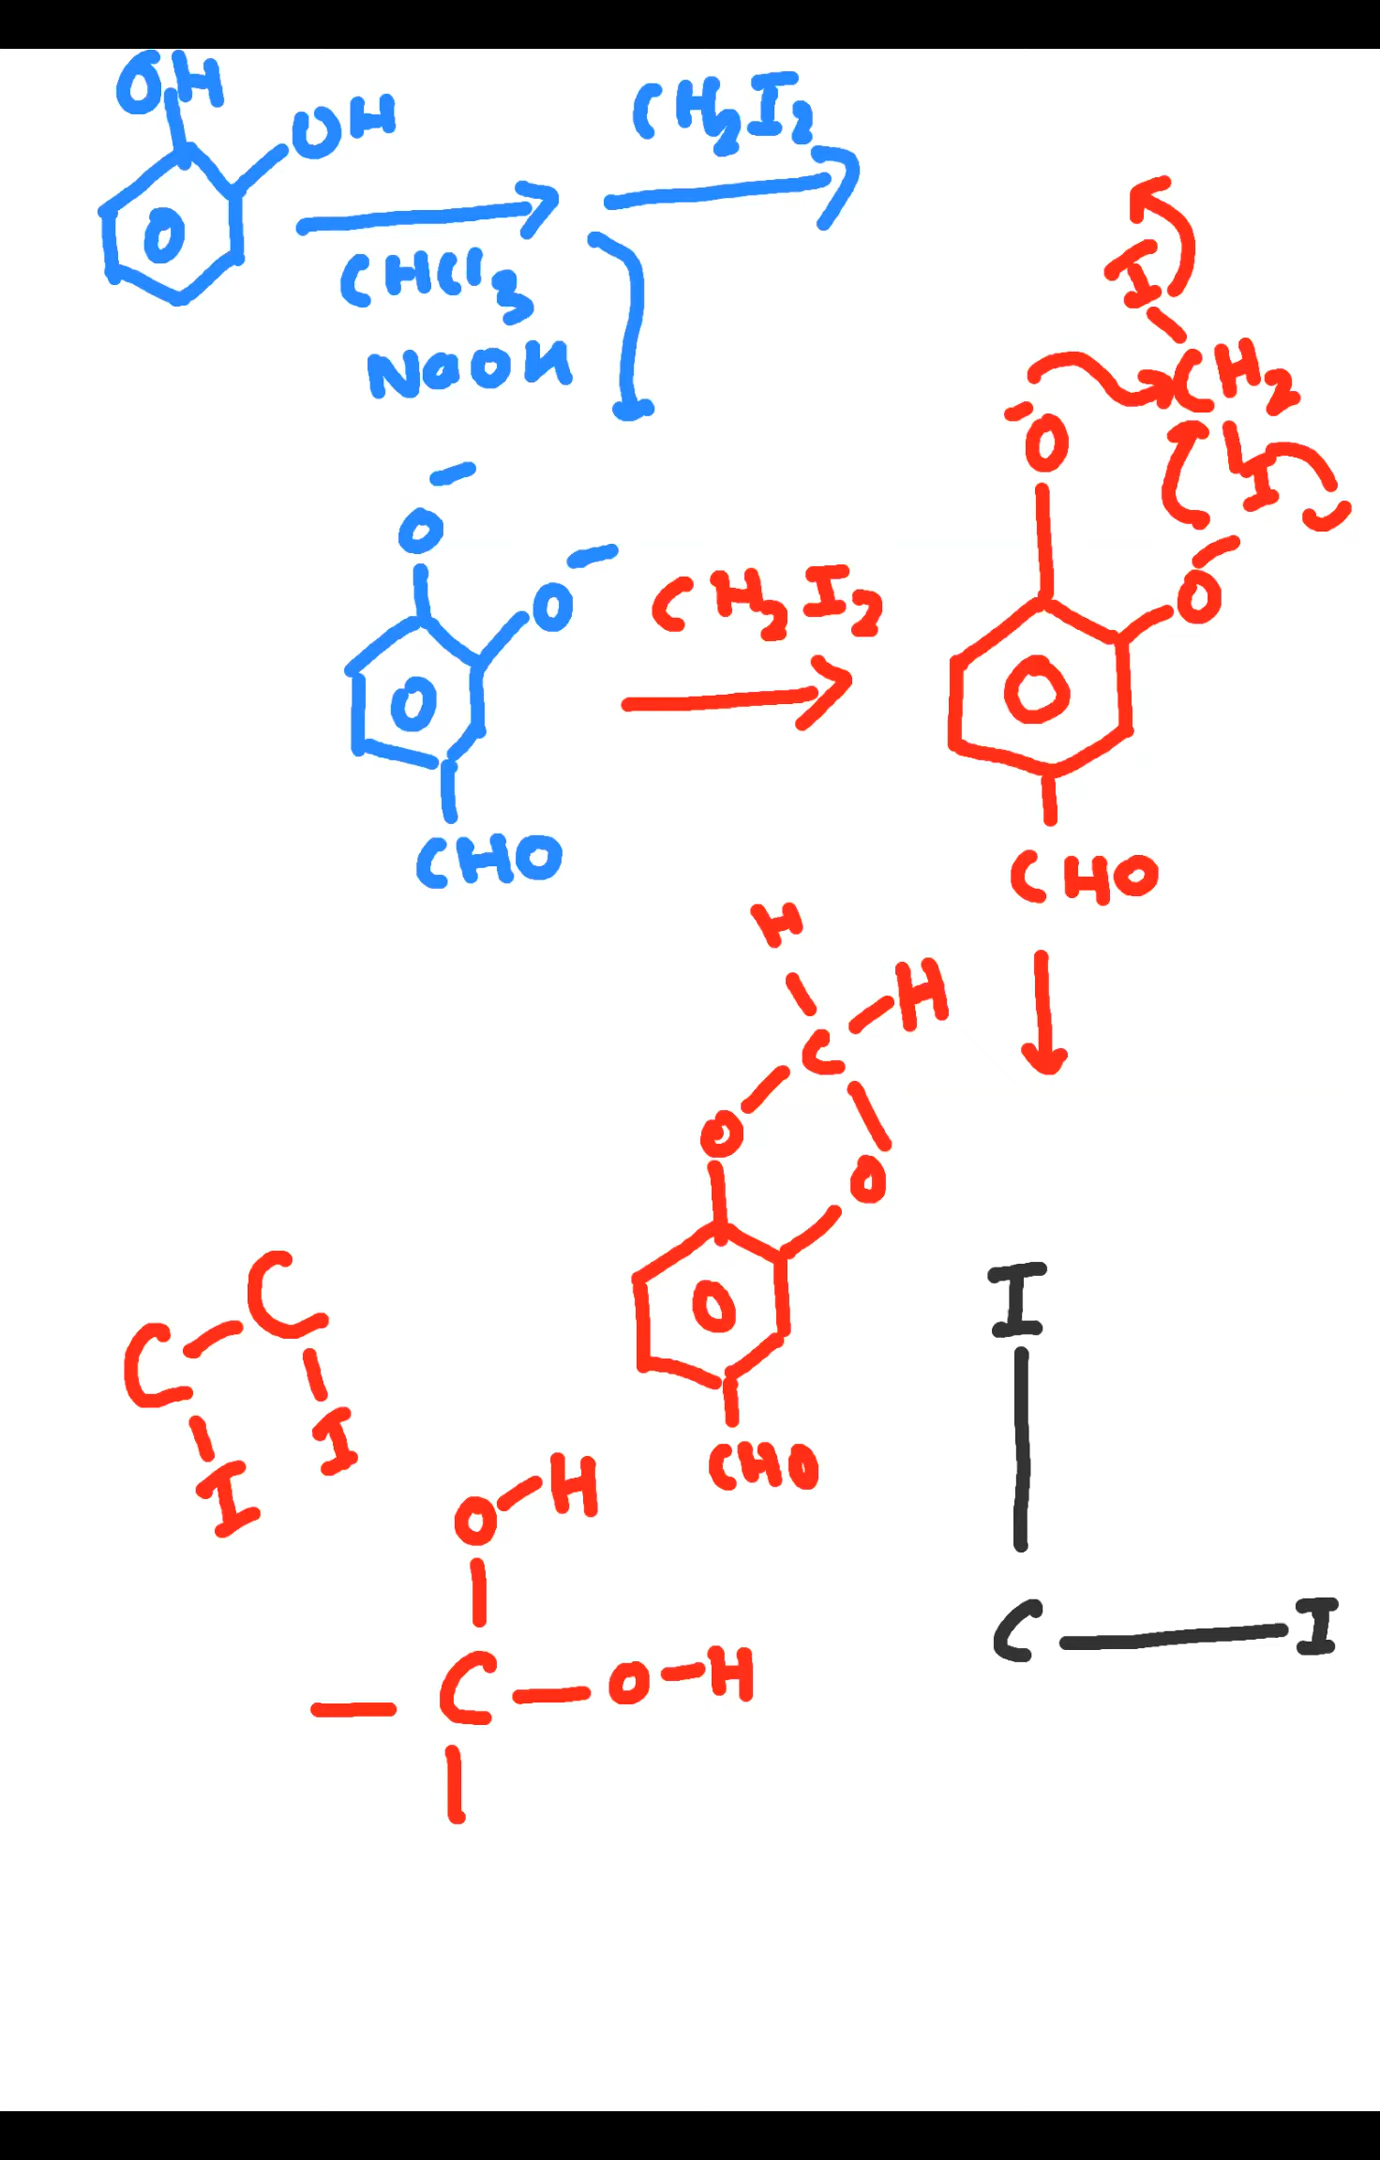 OH
OH
CH2I2
CHCl3
NaOH
I
CH2
I
-O
O-
O-
O-
CH2I2
CHO
CHO
H
H
C
O
O
CHO
C
C
I
I
O-H
C-O-H
I
C-I